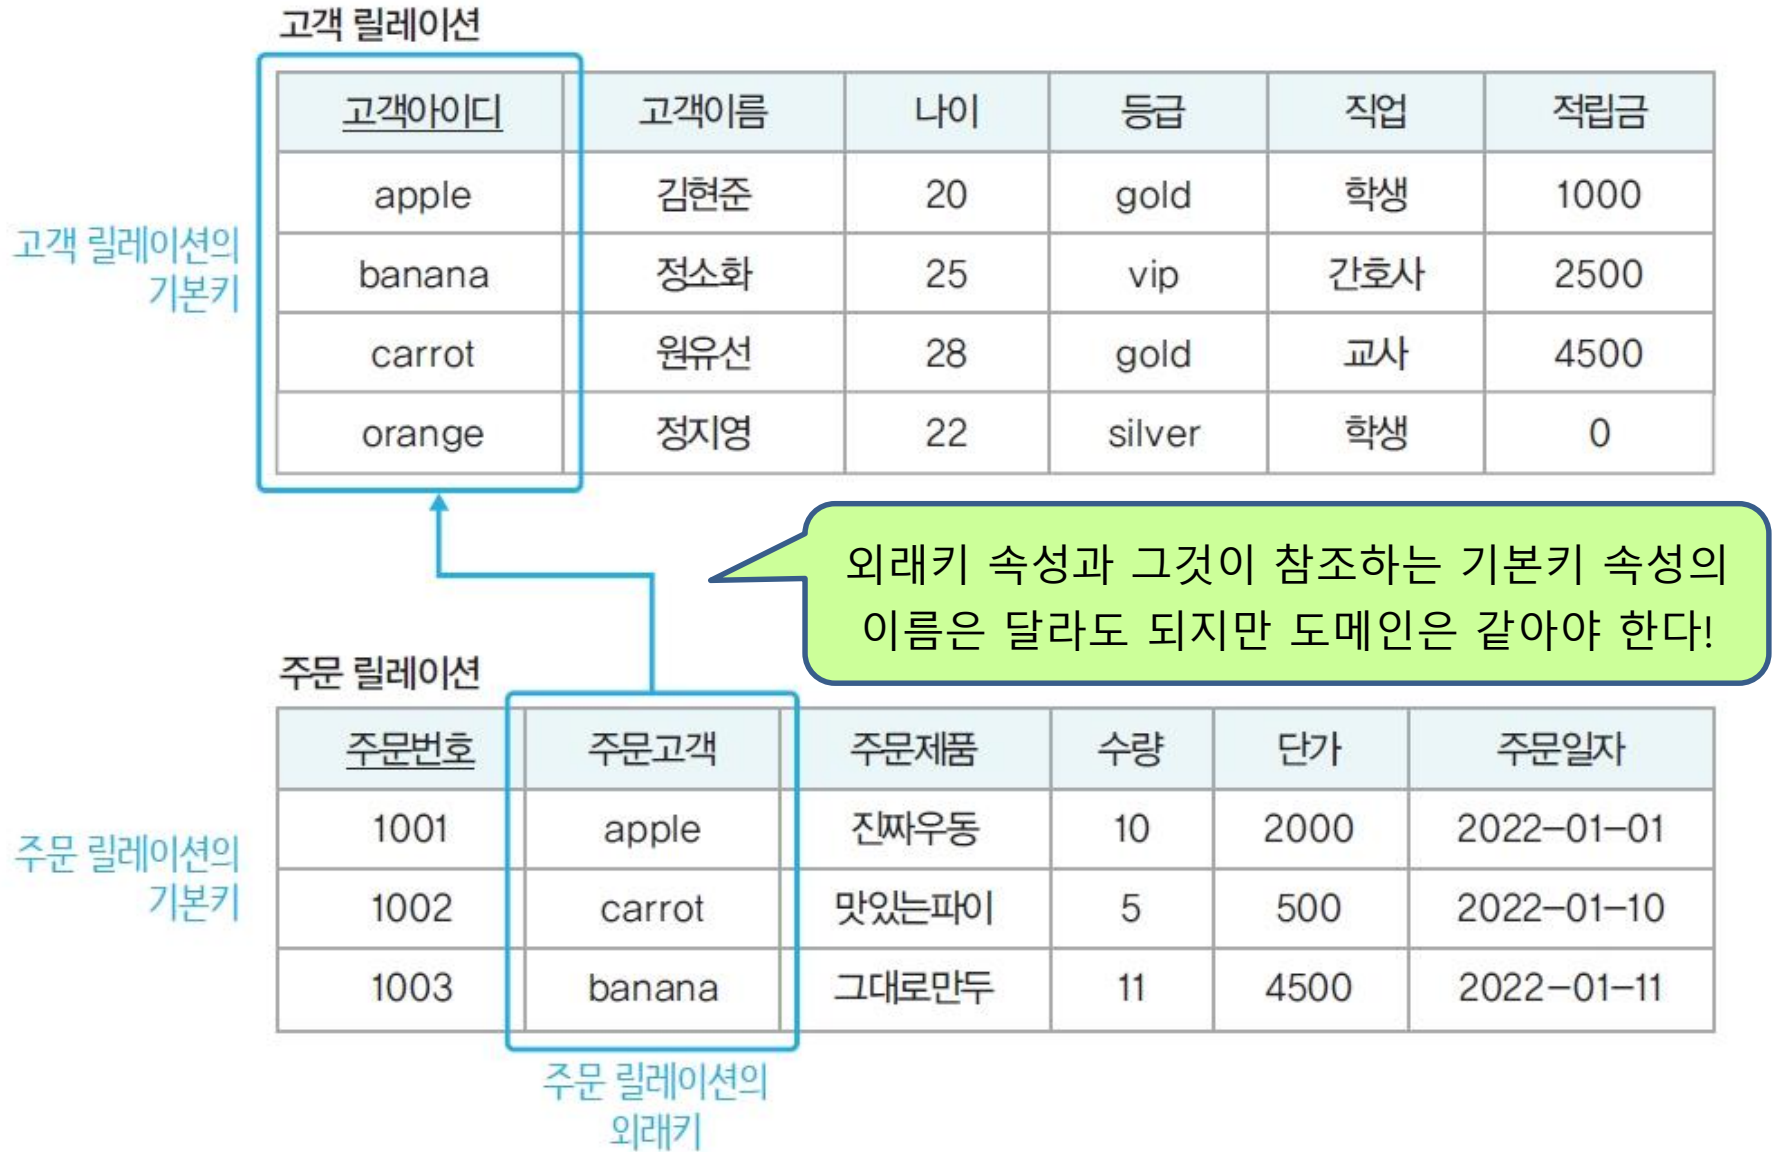 고객 릴레이션
고객아이디 고객이름 나이 등급 직업 적립금
apple 김현준 20 gold 학생 1000
banana 정소화 25 vip 간호사 2500
carrot 원유선 28 gold 교사 4500
orange 정지영 22 silver 학생 0
고객 릴레이션의
기본키
외래키 속성과 그것이 참조하는 기본키 속성의
이름은 달라도 되지만 도메인은 같아야 한다!
주문 릴레이션
주문번호 주문고객 주문제품 수량 단가 주문일자
1001 apple 진짜우동 10 2000 2022-01-01
1002 carrot 맛있는파이 5 500 2022-01-10
1003 banana 그대로만두 11 4500 2022-01-11
주문 릴레이션의
기본키
주문 릴레이션의
외래키